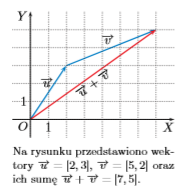 Y
v⃗
u⃗
u⃗ + v⃗
1
O 1 X
Na rysunku przedstawiono wek-
tory u⃗ = [2, 3], v⃗ = [5, 2] oraz
ich sumę u⃗ + v⃗ = [7, 5].